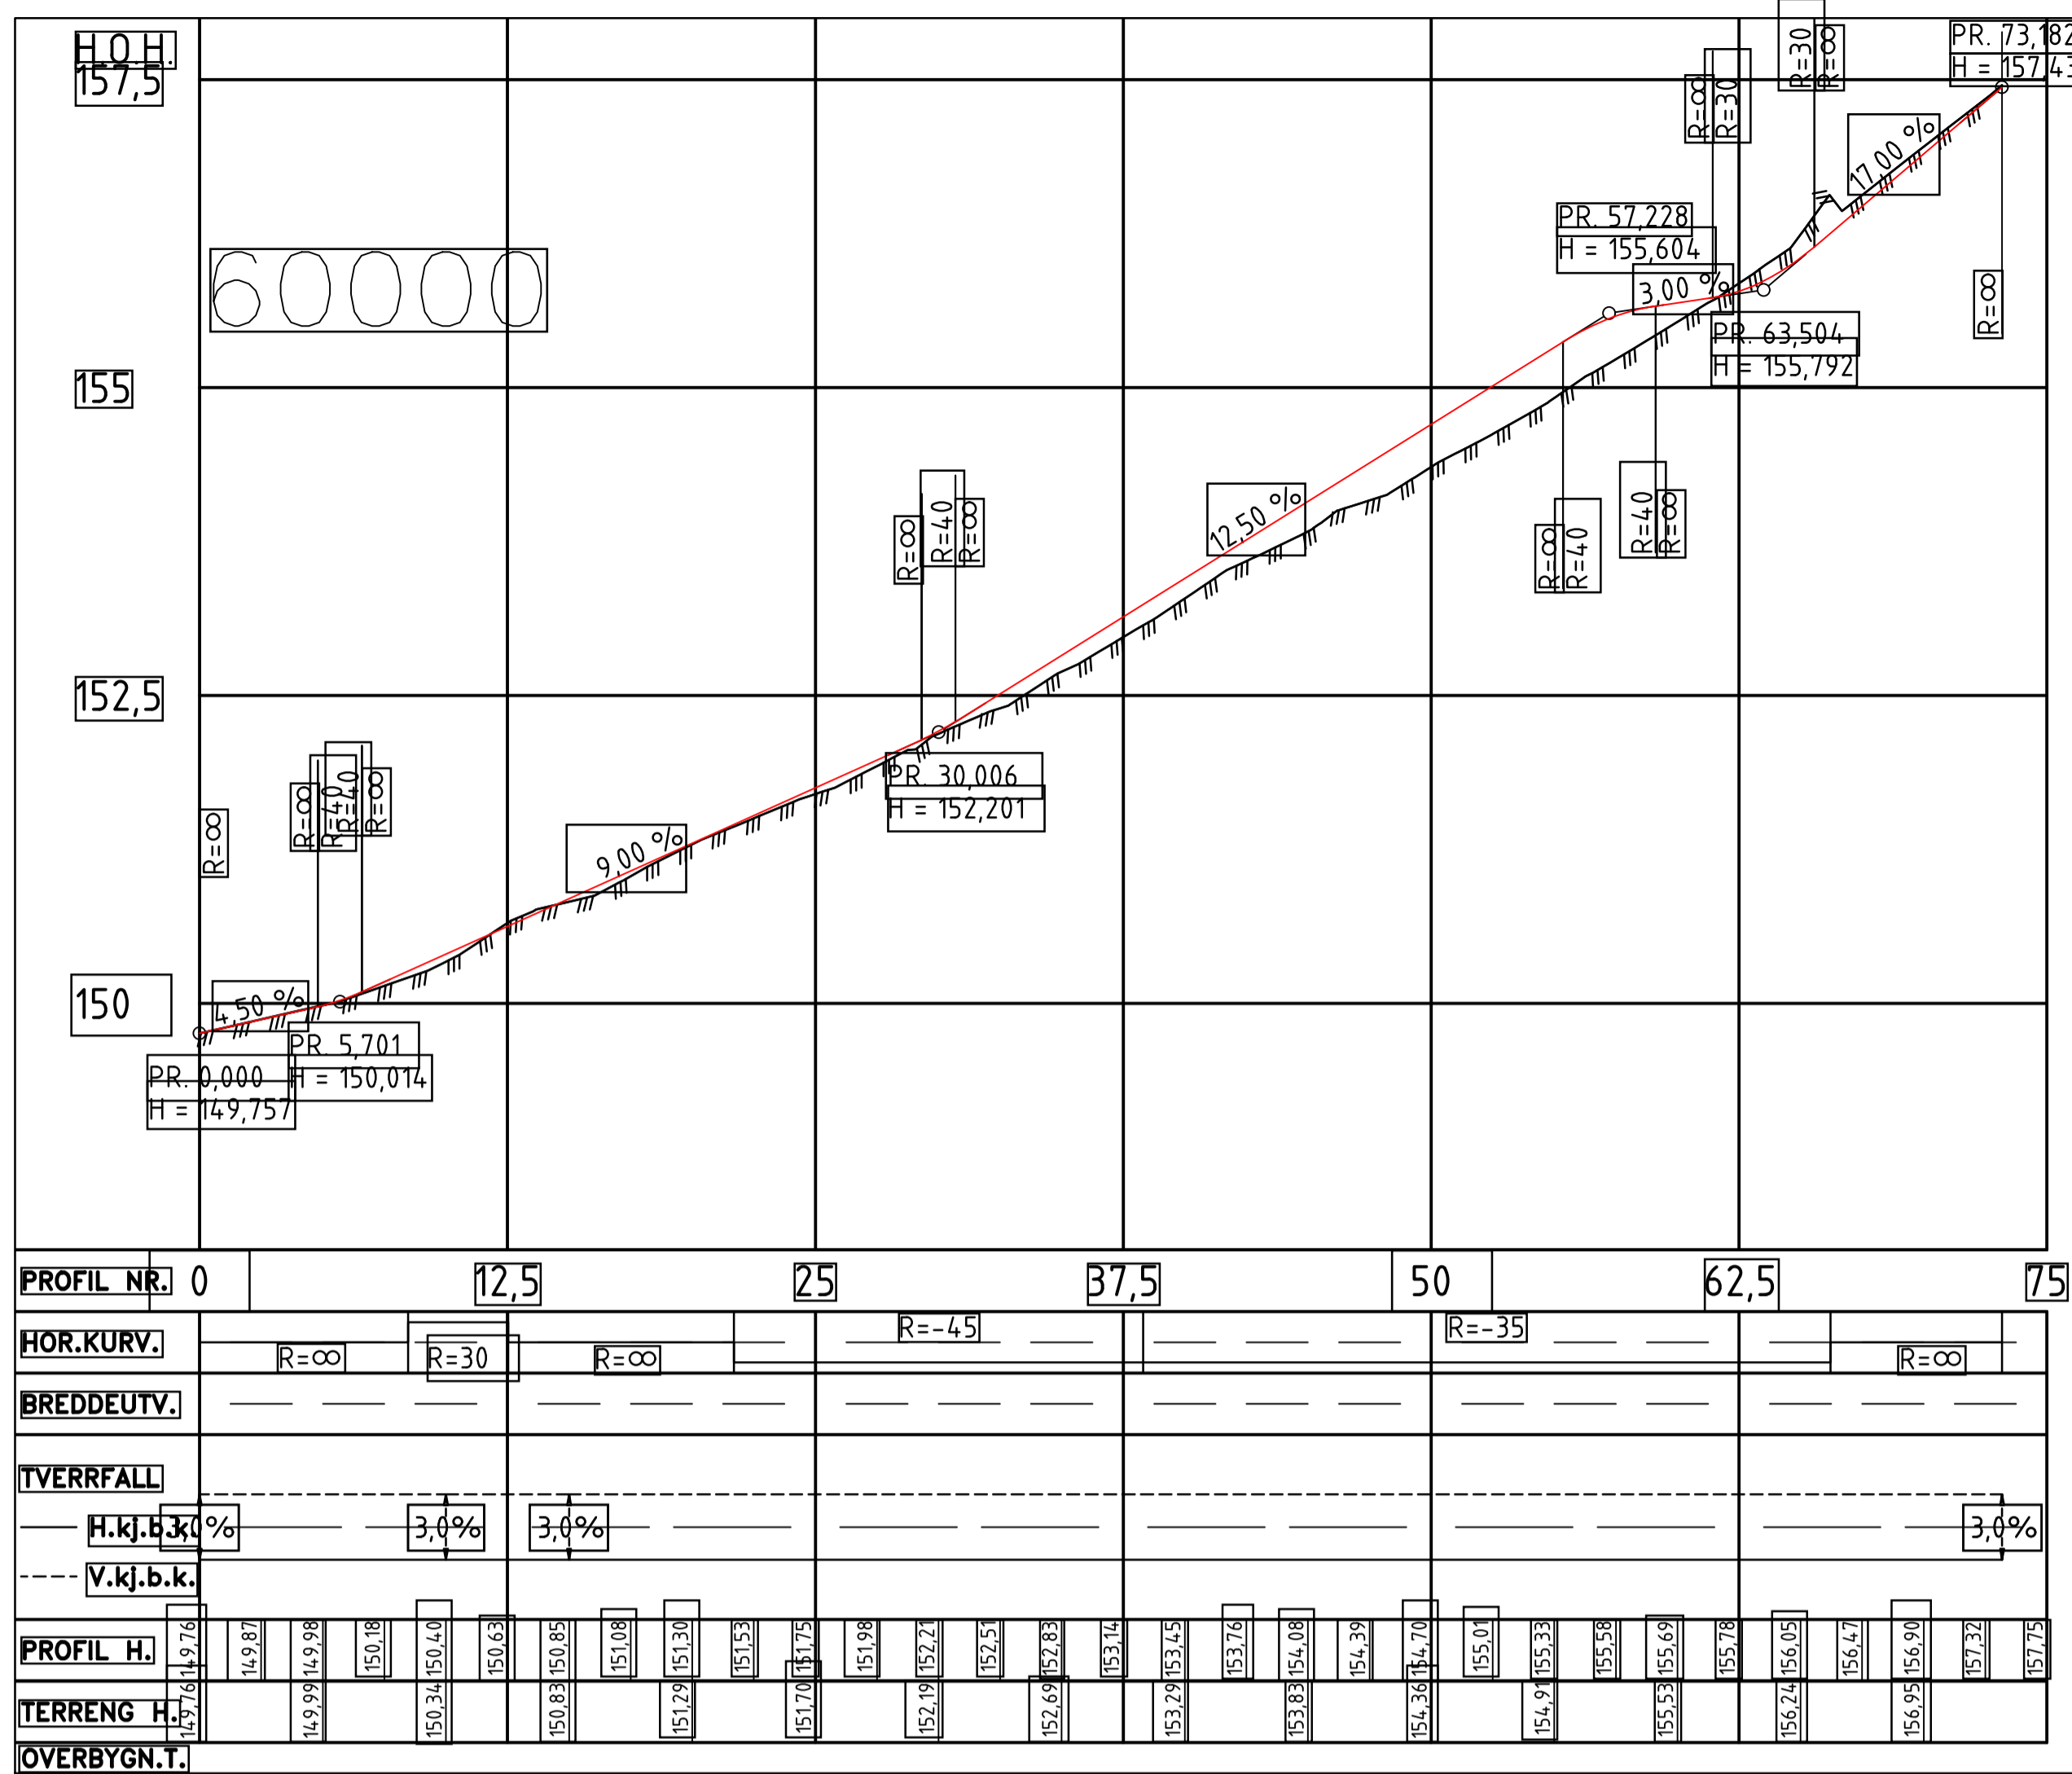 H.O.H.
157,5
155
152,5
150
60000
R=∞
R=30
R=30
R=∞
PR. 73,182
17,00 %
PR. 57,228
H = 155,604
3,00 %
PR. 63,504
H = 155,792
R=∞
R=∞
R=40
R=∞
12,50 %
R=40
R=∞
R=∞
R=40
PR. 30,006
H = 152,201
R=∞
R=∞
R=40
R=40
R=∞
9,00 %
4,50 %
PR. 5,701
H = 150,014
PR. 0,000
H = 149,757
PROFIL NR. 0 12,5 25 37,5 50 62,5 75
HOR.KURV. R=∞ R=30 R=∞ R=-45 R=-35 R=∞
BREDDEUTV.
TVERRFALL
H.kj.b.k. 3,0% 3,0% 3,0% 3,0%
V.kj.b.k.
PROFIL H. 149,76 149,87 149,98 150,18 150,40 150,63 150,85 151,08 151,30 151,53 151,75 151,98 152,21 152,51 152,83 153,14 153,45 153,76 154,08 154,39 154,70 155,01 155,33 155,58 155,69 155,78 156,05 156,47 156,90 157,32 157,75
TERRENG H. 149,76 149,99 150,34 150,83 151,29 151,70 152,19 152,69 153,29 153,83 154,36 154,91 155,53 156,24 156,95
OVERBYGN.T.